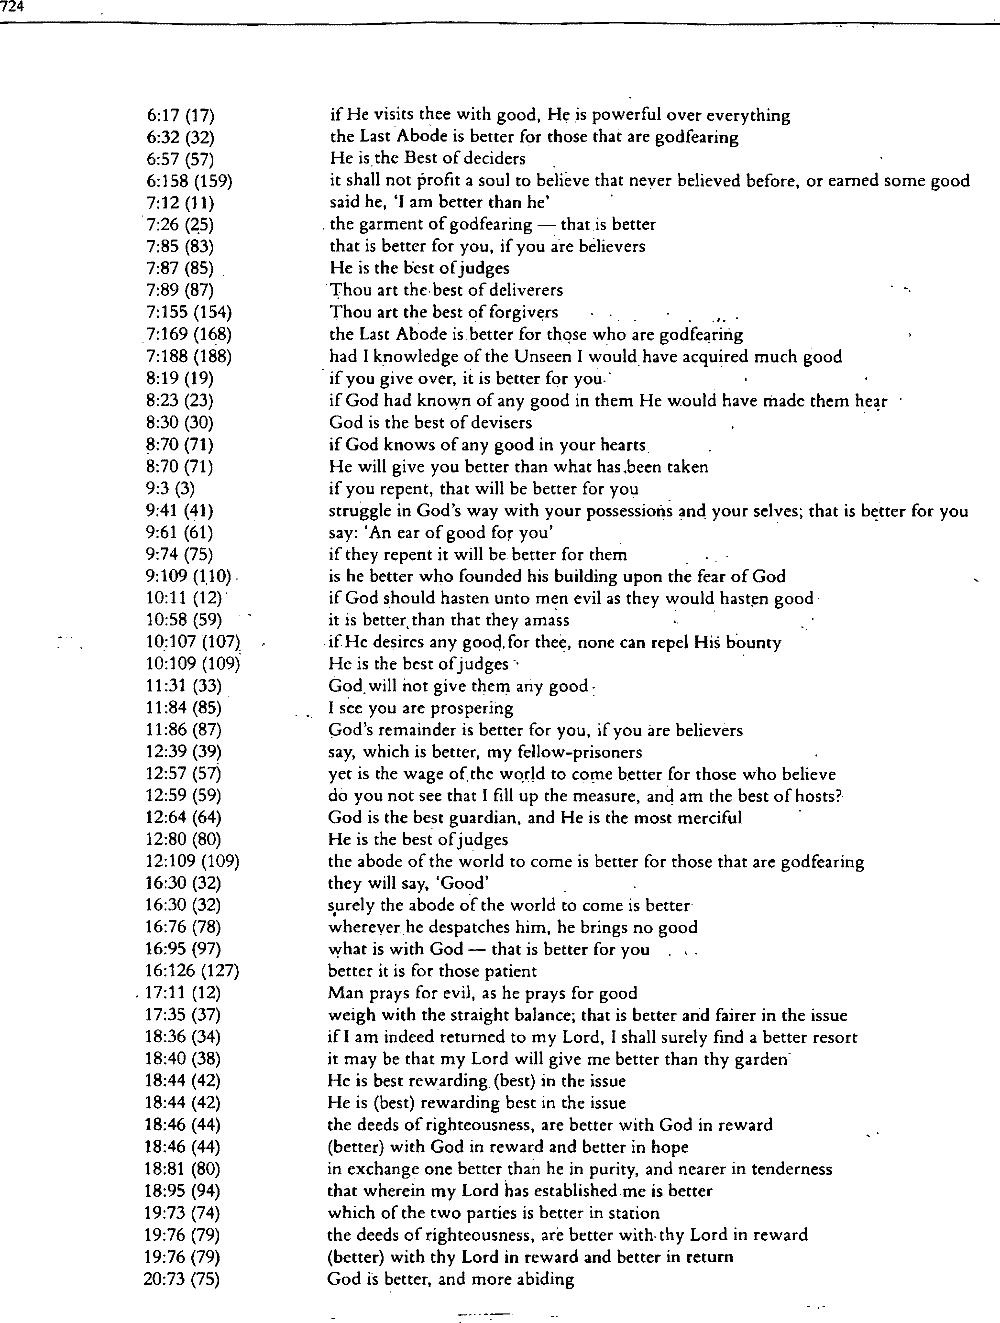 724
6:17 (17) if He visits thee with good, He is powerful over everything
6:32 (32) the Last Abode is better for those that are godfearing
6:57 (57) He is the Best of deciders
6:158 (159) it shall not profit a soul to believe that never believed before, or earned some good
7:12 (11) said he, 'I am better than he'
7:26 (25) the garment of godfearing — that is better
7:85 (83) that is better for you, if you are believers
7:87 (85) He is the best of judges
7:89 (87) Thou art the best of deliverers
7:155 (154) Thou art the best of forgivers
7:169 (168) the Last Abode is better for those who are godfearing
7:188 (188) had I knowledge of the Unseen I would have acquired much good
8:19 (19) if you give over, it is better for you
8:23 (23) if God had known of any good in them He would have made them hear
8:30 (30) God is the best of devisers
8:70 (71) if God knows of any good in your hearts
8:70 (71) He will give you better than what has been taken
9:3 (3) if you repent, that will be better for you
9:41 (41) struggle in God's way with your possessions and your selves; that is better for you
9:61 (61) say: 'An ear of good for you'
9:74 (75) if they repent it will be better for them
9:109 (110) is he better who founded his building upon the fear of God
10:11 (12) if God should hasten unto men evil as they would hasten good
10:58 (59) it is better than that they amass
10:107 (107) if He desires any good for thee, none can repel His bounty
10:109 (109) He is the best of judges
11:31 (33) God will not give them any good
11:84 (85) I see you are prospering
11:86 (87) God's remainder is better for you, if you are believers
12:39 (39) say, which is better, my fellow-prisoners
12:57 (57) yet is the wage of the world to come better for those who believe
12:59 (59) do you not see that I fill up the measure, and am the best of hosts?
12:64 (64) God is the best guardian, and He is the most merciful
12:80 (80) He is the best of judges
12:109 (109) the abode of the world to come is better for those that are godfearing
16:30 (32) they will say, 'Good'
16:30 (32) surely the abode of the world to come is better
16:76 (78) wherever he despatches him, he brings no good
16:95 (97) what is with God — that is better for you
16:126 (127) better it is for those patient
17:11 (12) Man prays for evil, as he prays for good
17:35 (37) weigh with the straight balance; that is better and fairer in the issue
18:36 (34) if I am indeed returned to my Lord, I shall surely find a better resort
18:40 (38) it may be that my Lord will give me better than thy garden
18:44 (42) He is best rewarding (best) in the issue
18:44 (42) He is (best) rewarding best in the issue
18:46 (44) the deeds of righteousness, are better with God in reward
18:46 (44) (better) with God in reward and better in hope
18:81 (80) in exchange one better than he in purity, and nearer in tenderness
18:95 (94) that wherein my Lord has established me is better
19:73 (74) which of the two parties is better in station
19:76 (79) the deeds of righteousness, are better with thy Lord in reward
19:76 (79) (better) with thy Lord in reward and better in return
20:73 (75) God is better, and more abiding